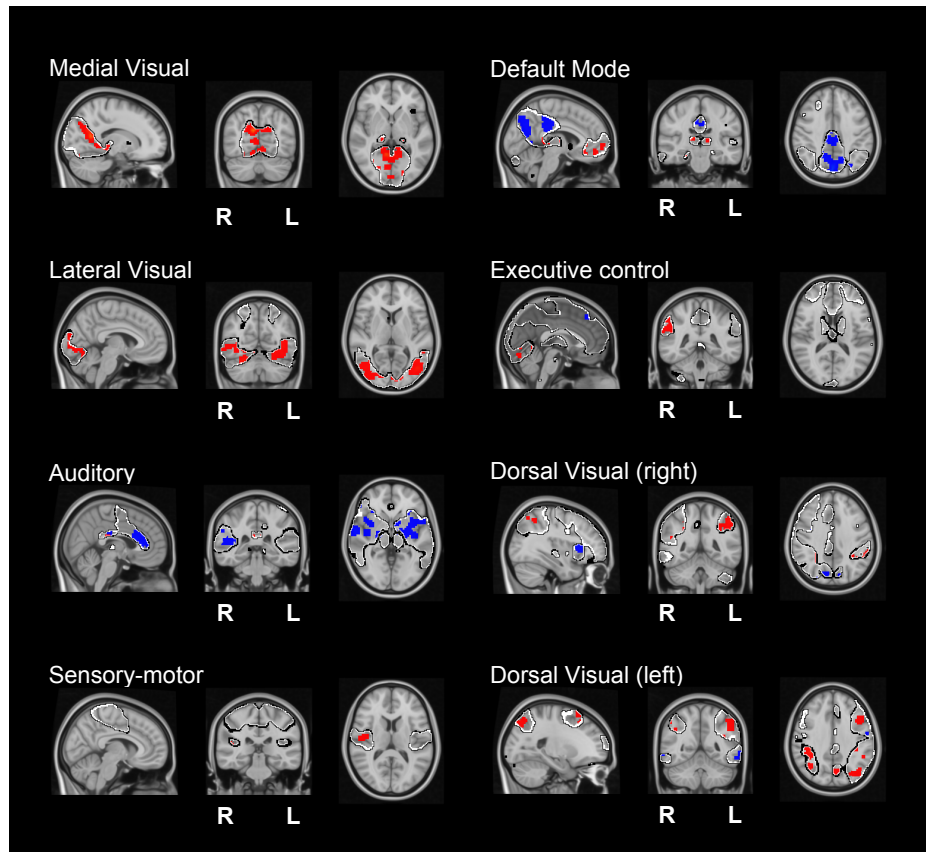 Medial Visual
R L
Default Mode
R L
Lateral Visual
R L
Executive control
R L
Auditory
R L
Dorsal Visual (right)
R L
Sensory-motor
R L
Dorsal Visual (left)
R L